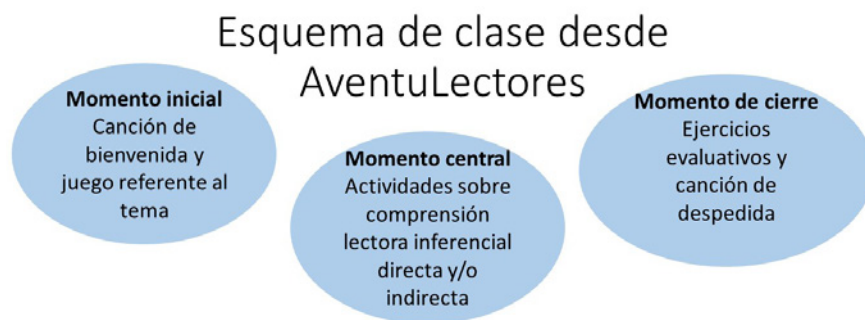 Esquema de clase desde
AventuLectores
Momento inicial
Canción de
bienvenida y
juego referente al
tema
Momento central
Actividades sobre
comprensión
lectora inferencial
directa y/o
indirecta
Momento de cierre
Ejercicios
evaluativos y
canción de
despedida